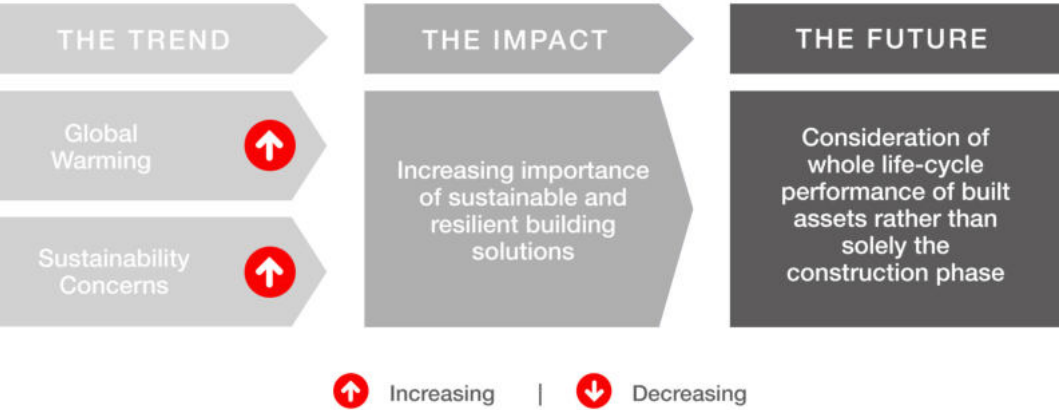 THE TREND
THE IMPACT
THE FUTURE
Global
Warming
Sustainability
Concerns
Increasing importance
of sustainable and
resilient building
solutions
Consideration of
whole life-cycle
performance of built
assets rather than
solely the
construction phase
Increasing | Decreasing